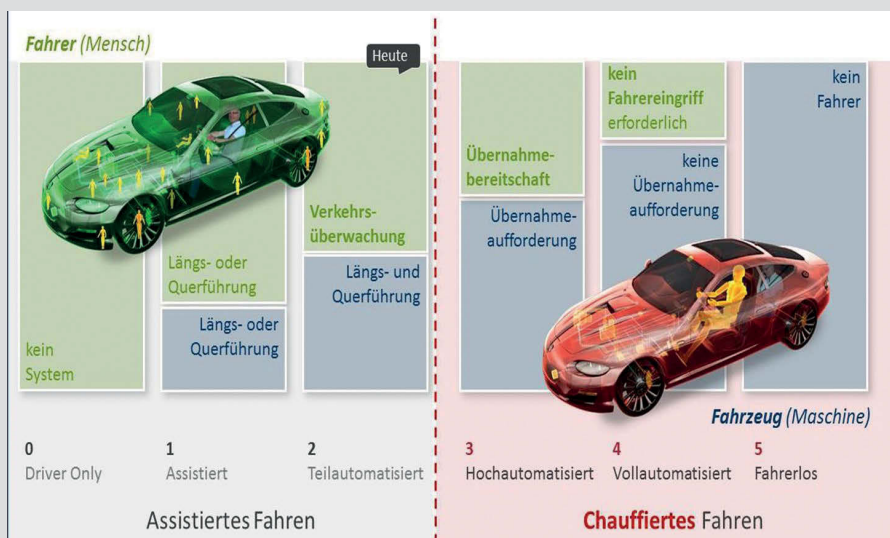 Fahrer (Mensch)
Heute
kein
System
Längs- oder
Querführung
Längs- oder
Querführung
Verkehrs-
überwachung
Längs- und
Querführung
Übernahme-
bereitschaft
Übernahme-
aufforderung
kein
Fahrereingriff
erforderlich
keine
Übernahme-
aufforderung
kein
Fahrer
Fahrzeug (Maschine)
0
Driver Only
1
Assistiert
2
Teilautomatisiert
3
Hochautomatisiert
4
Vollautomatisiert
5
Fahrerlos
Assistiertes Fahren
Chauffiertes Fahren